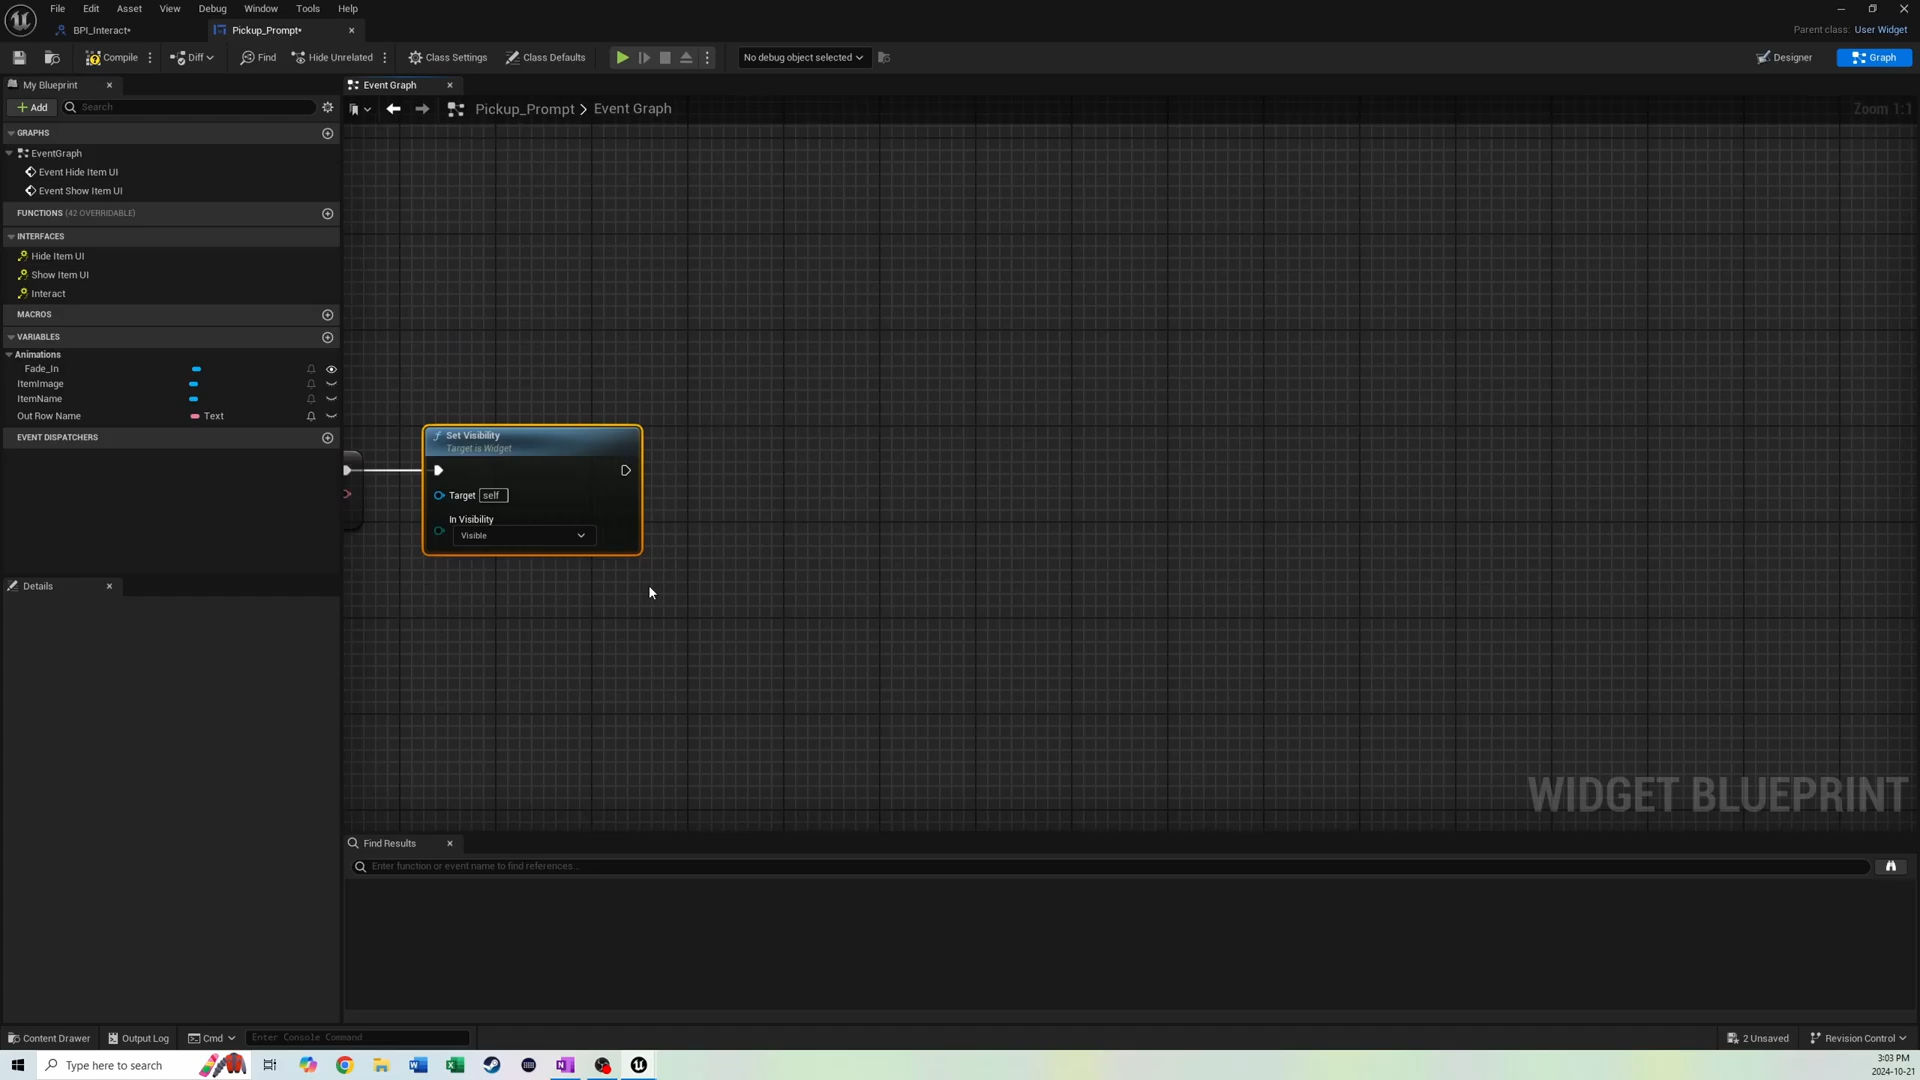 File Edit Asset View Window Tools Help
BPI_Interact*
Pickup_Prompt*
Parent class: User Widget
Compile
Diff
Find
Hide Unrelated
Class Settings
Class Defaults
No debug object selected
Designer
Graph
My Blueprint
Event Graph
Add
Search
Pickup_Prompt > Event Graph
Zoom 1:1
GRAPHS
EventGraph
Event Hide Item UI
Event Show Item UI
FUNCTIONS (42 OVERRIDABLE)
INTERFACES
Hide Item UI
Show Item UI
Interact
MACROS
VARIABLES
Animations
Fade_In
ItemImage
ItemName
Out Row Name Text
EVENT DISPATCHERS
Set Visibility
Target is Widget
Target self
In Visibility
Visible
Details
WIDGET BLUEPRINT
Find Results
Enter function or event name to find references...
Content Drawer
Output Log
Cmd
Enter Console Command
2 Unsaved
Revision Control
Type here to search
3:03 PM
2024-10-21